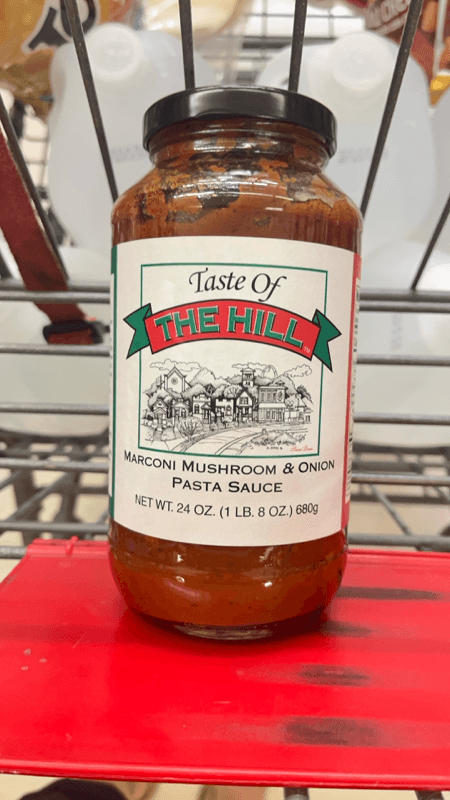 Taste Of
THE HILL
MARCONI MUSHROOM & ONION
PASTA SAUCE
NET WT. 24 OZ. (1 LB. 8 OZ.) 680g